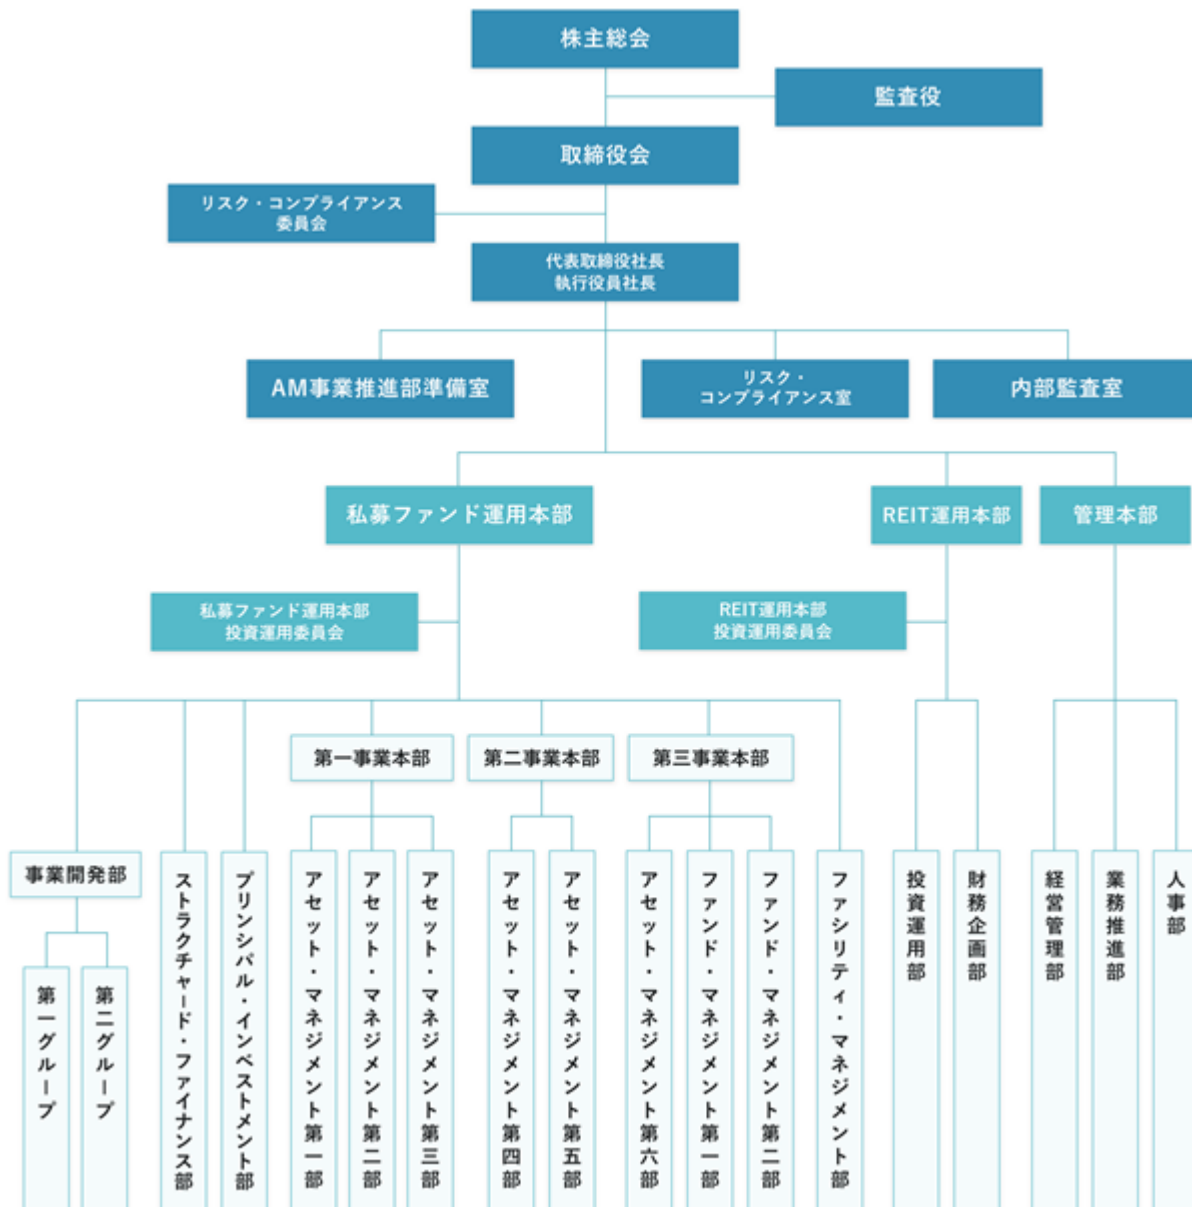 株主総会
監査役
取締役会
リスク・コンプライアンス
委員会
代表取締役社長
執行役員社長
AM事業推進部準備室
リスク・
コンプライアンス室
内部監査室
私募ファンド運用本部
REIT運用本部
管理本部
私募ファンド運用本部
投資運用委員会
REIT運用本部
投資運用委員会
第一事業本部
第二事業本部
第三事業本部
事業開発部
第一グループ
第二グループ
ストラクチャード・ファイナンス部
プリンシパル・インベストメント部
アセット・マネジメント第一部
アセット・マネジメント第二部
アセット・マネジメント第三部
アセット・マネジメント第四部
アセット・マネジメント第五部
アセット・マネジメント第六部
ファンド・マネジメント第一部
ファンド・マネジメント第二部
ファシリティ・マネジメント部
投資運用部
財務企画部
経営管理部
業務推進部
人事部